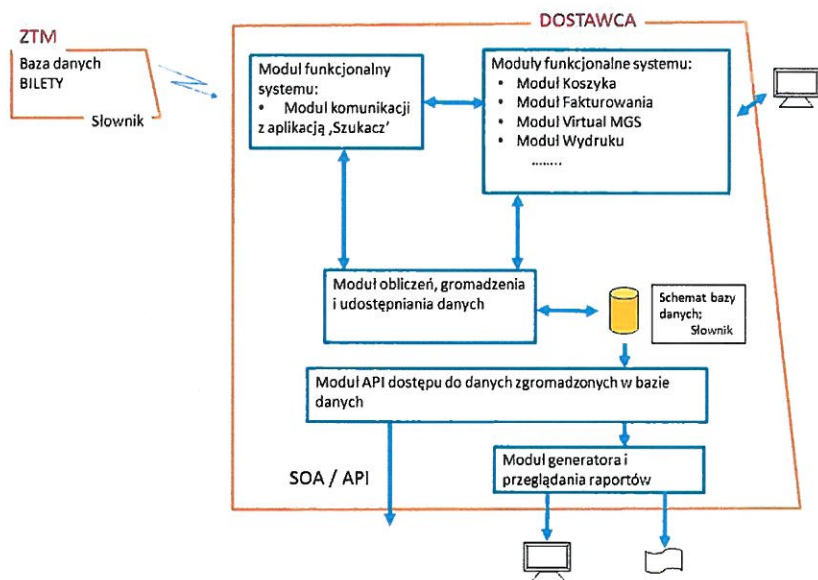 ZTM
Baza danych
BILETY
Słownik
DOSTAWCA
Moduł funkcjonalny
systemu:
• Moduł komunikacji
z aplikacją ‚Szukacz'
Moduły funkcjonalne systemu:
• Moduł Koszyka
• Moduł Fakturowania
• Moduł Virtual MGS
• Moduł Wydruku
........
Moduł obliczeń, gromadzenia
i udostępniania danych
Schemat bazy
danych;
Słownik
Moduł API dostępu do danych zgromadzonych w bazie
danych
SOA / API
Moduł generatora i
przeglądania raportów